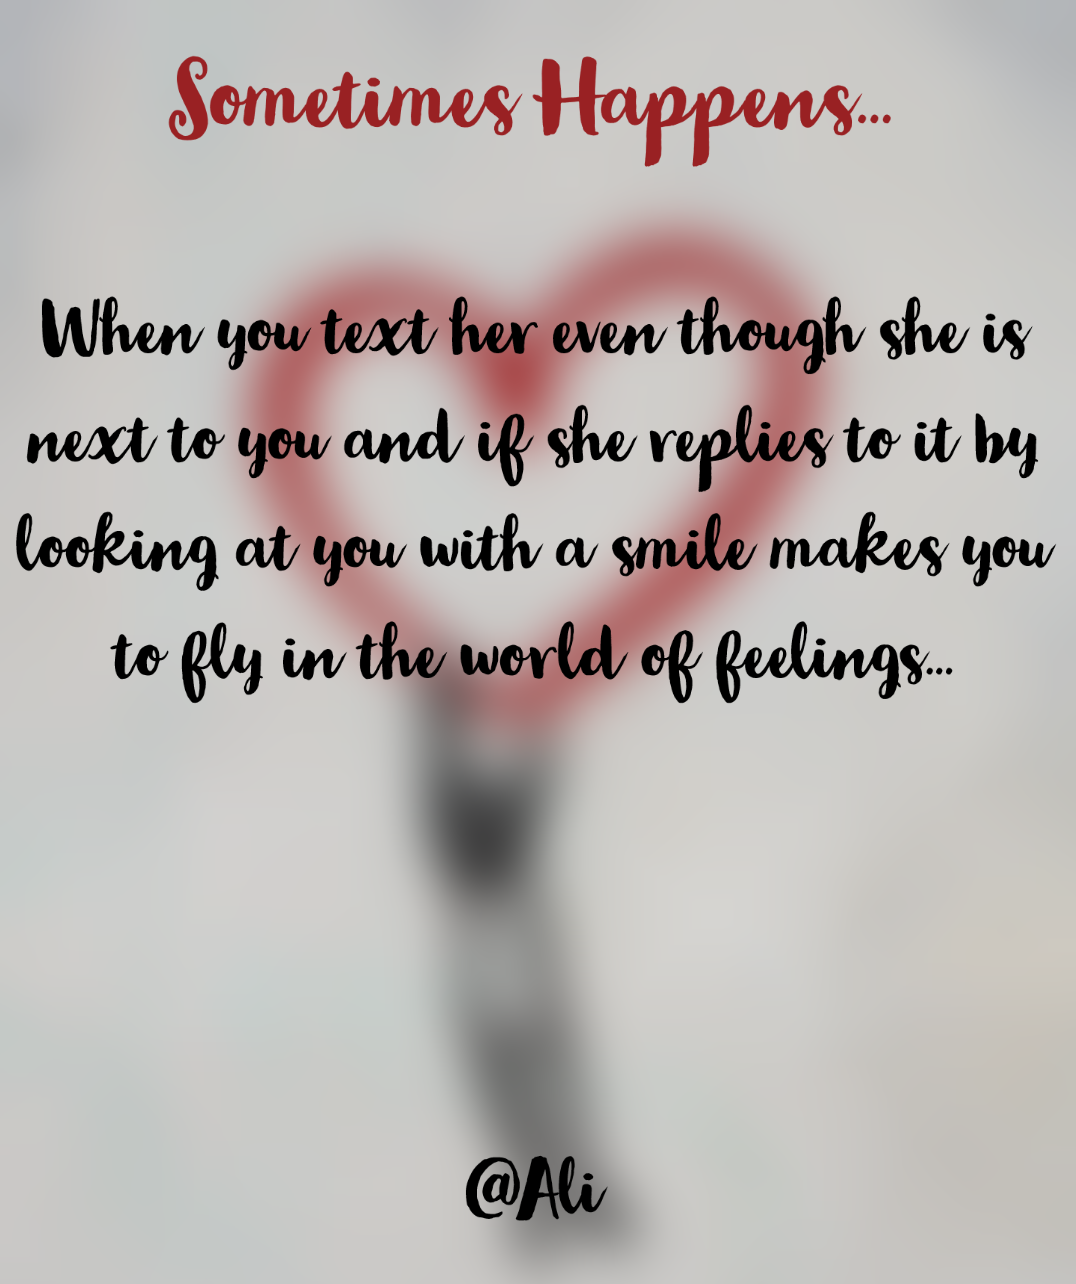 Sometimes Happens...
When you text her even though she is
next to you and if she replies to it by
looking at you with a smile makes you
to fly in the world of feelings...
@Ali